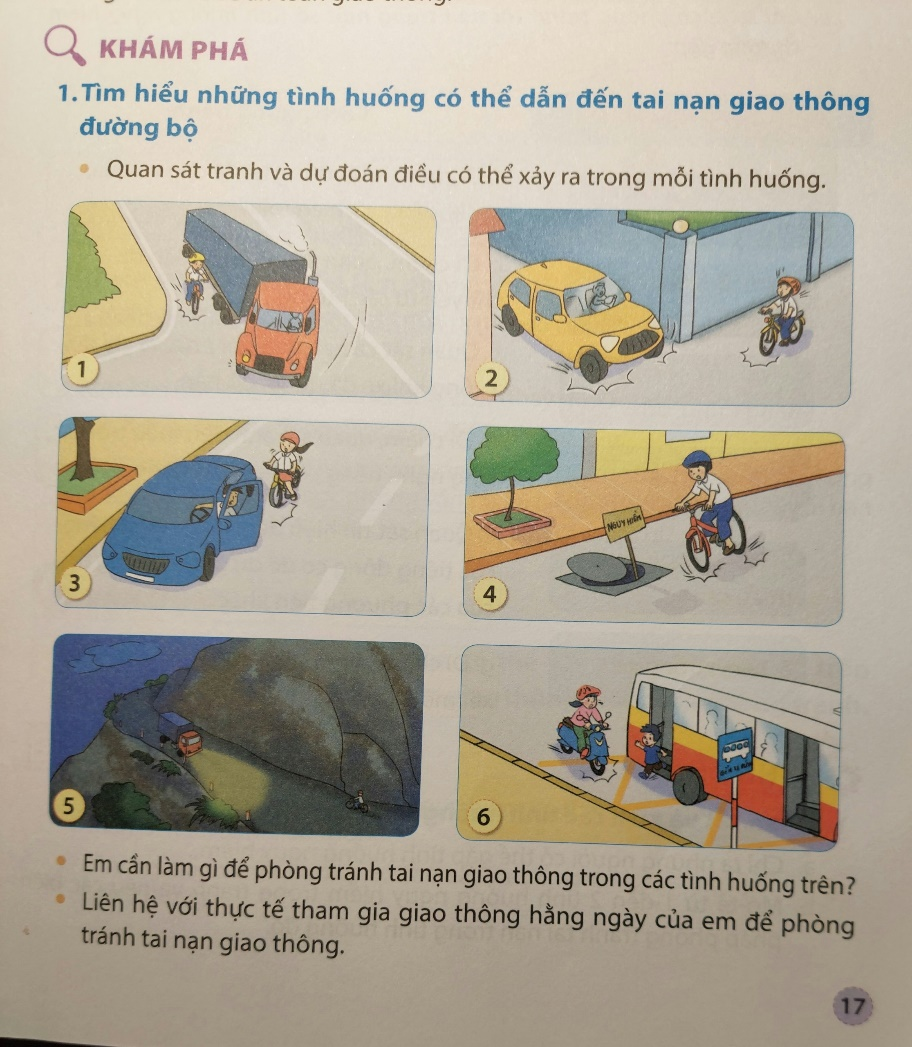 KHÁM PHÁ
1. Tìm hiểu những tình huống có thể dẫn đến tai nạn giao thông
đường bộ
• Quan sát tranh và dự đoán điều có thể xảy ra trong mỗi tình huống.
1
2
3
NGUY HIỂM
4
5
6
• Em cần làm gì để phòng tránh tai nạn giao thông trong các tình huống trên?
• Liên hệ với thực tế tham gia giao thông hằng ngày của em để phòng
tránh tai nạn giao thông.
17